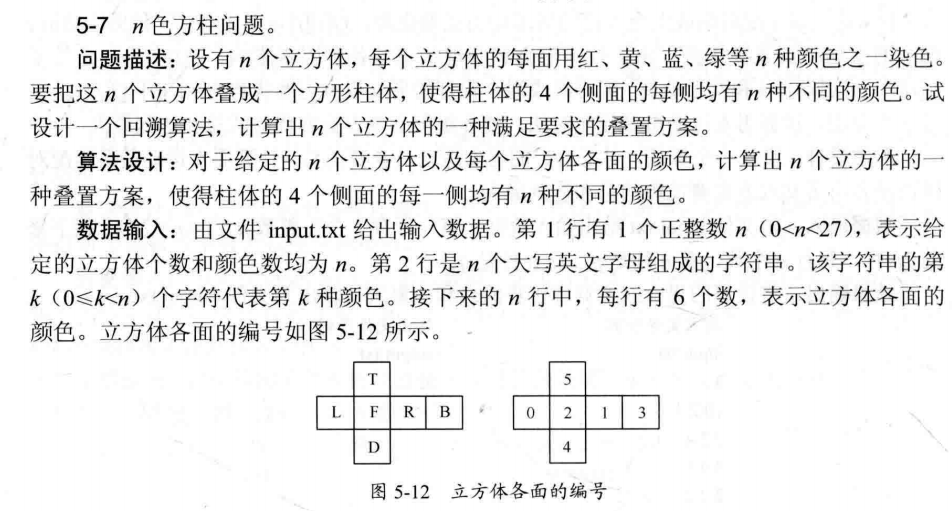 5-7 n 色方柱问题。
问题描述：设有 n 个立方体，每个立方体的每面用红、黄、蓝、绿等 n 种颜色之一染色。
要把这 n 个立方体叠成一个方形柱体，使得柱体的 4 个侧面的每侧均有 n 种不同的颜色。试
设计一个回溯算法，计算出 n 个立方体的一种满足要求的叠置方案。
算法设计：对于给定的 n 个立方体以及每个立方体各面的颜色，计算出 n 个立方体的一
种叠置方案，使得柱体的 4 个侧面的每一侧均有 n 种不同的颜色。
数据输入：由文件 input.txt 给出输入数据。第 1 行有 1 个正整数 n（0<n<27），表示给
定的立方体个数和颜色数均为 n。第 2 行是 n 个大写英文字母组成的字符串。该字符串的第
k（0≤k<n）个字符代表第 k 种颜色。接下来的 n 行中，每行有 6 个数，表示立方体各面的
颜色。立方体各面的编号如图 5-12 所示。
T 5
L F R B 0 2 1 3
D 4
图 5-12 立方体各面的编号